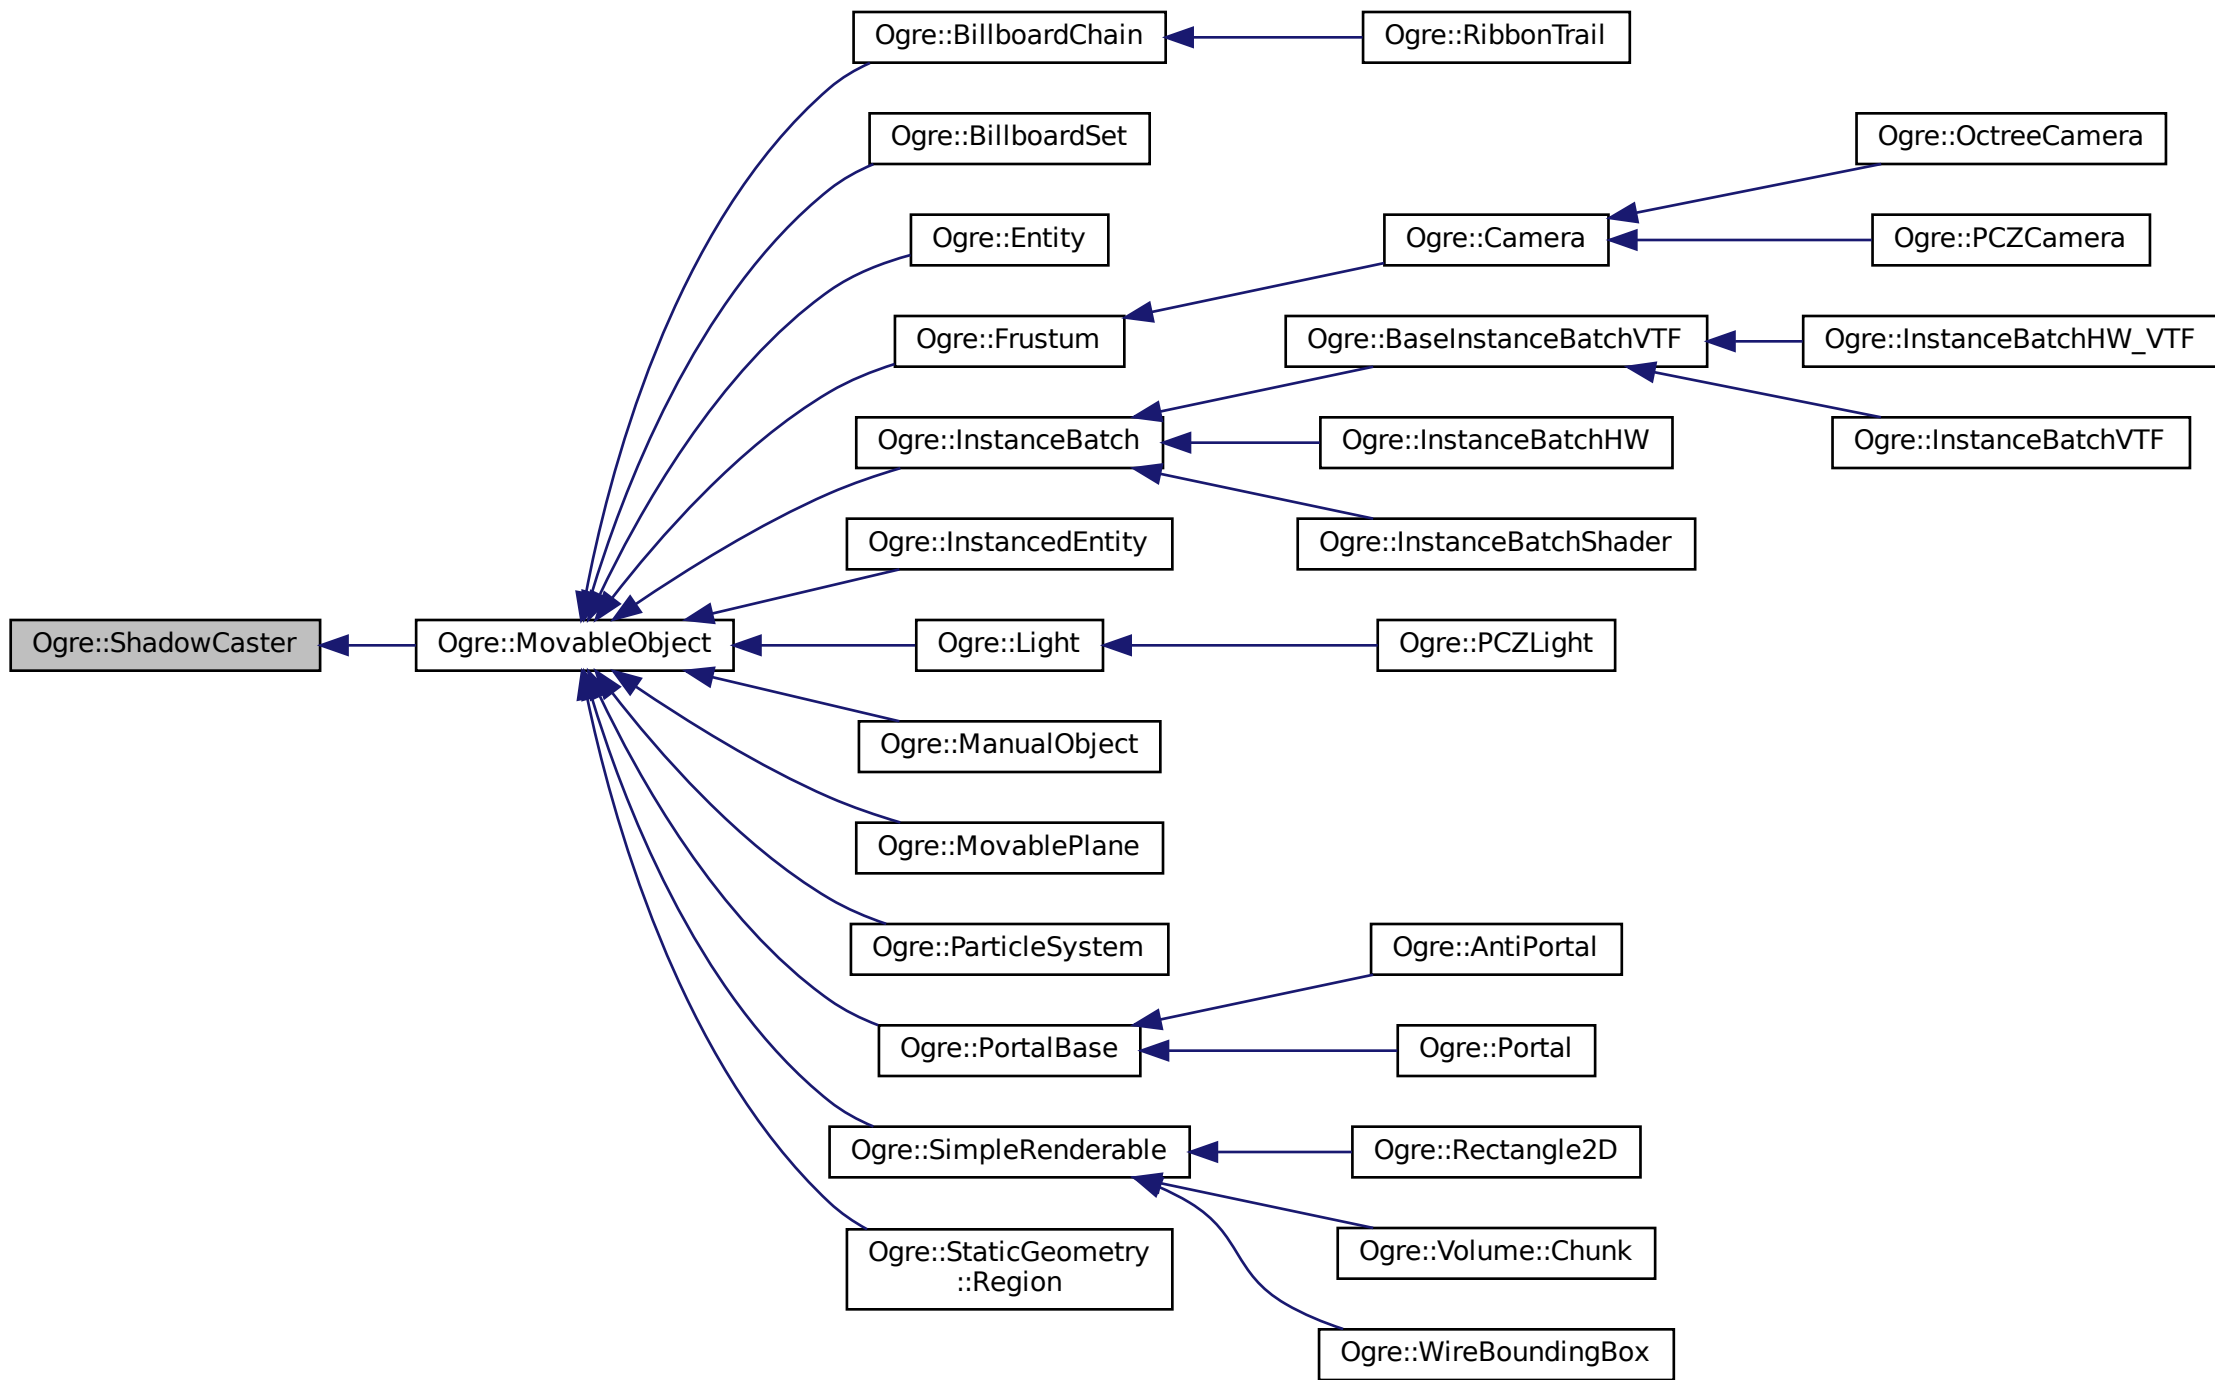 Ogre::BillboardChain
Ogre::RibbonTrail
Ogre::BillboardSet
Ogre::OctreeCamera
Ogre::Entity
Ogre::Camera
Ogre::PCZCamera
Ogre::Frustum
Ogre::BaseInstanceBatchVTF
Ogre::InstanceBatchHW_VTF
Ogre::InstanceBatch
Ogre::InstanceBatchHW
Ogre::InstanceBatchVTF
Ogre::InstancedEntity
Ogre::InstanceBatchShader
Ogre::ShadowCaster
Ogre::MovableObject
Ogre::Light
Ogre::PCZLight
Ogre::ManualObject
Ogre::MovablePlane
Ogre::ParticleSystem
Ogre::AntiPortal
Ogre::PortalBase
Ogre::Portal
Ogre::SimpleRenderable
Ogre::Rectangle2D
Ogre::StaticGeometry
::Region
Ogre::Volume::Chunk
Ogre::WireBoundingBox